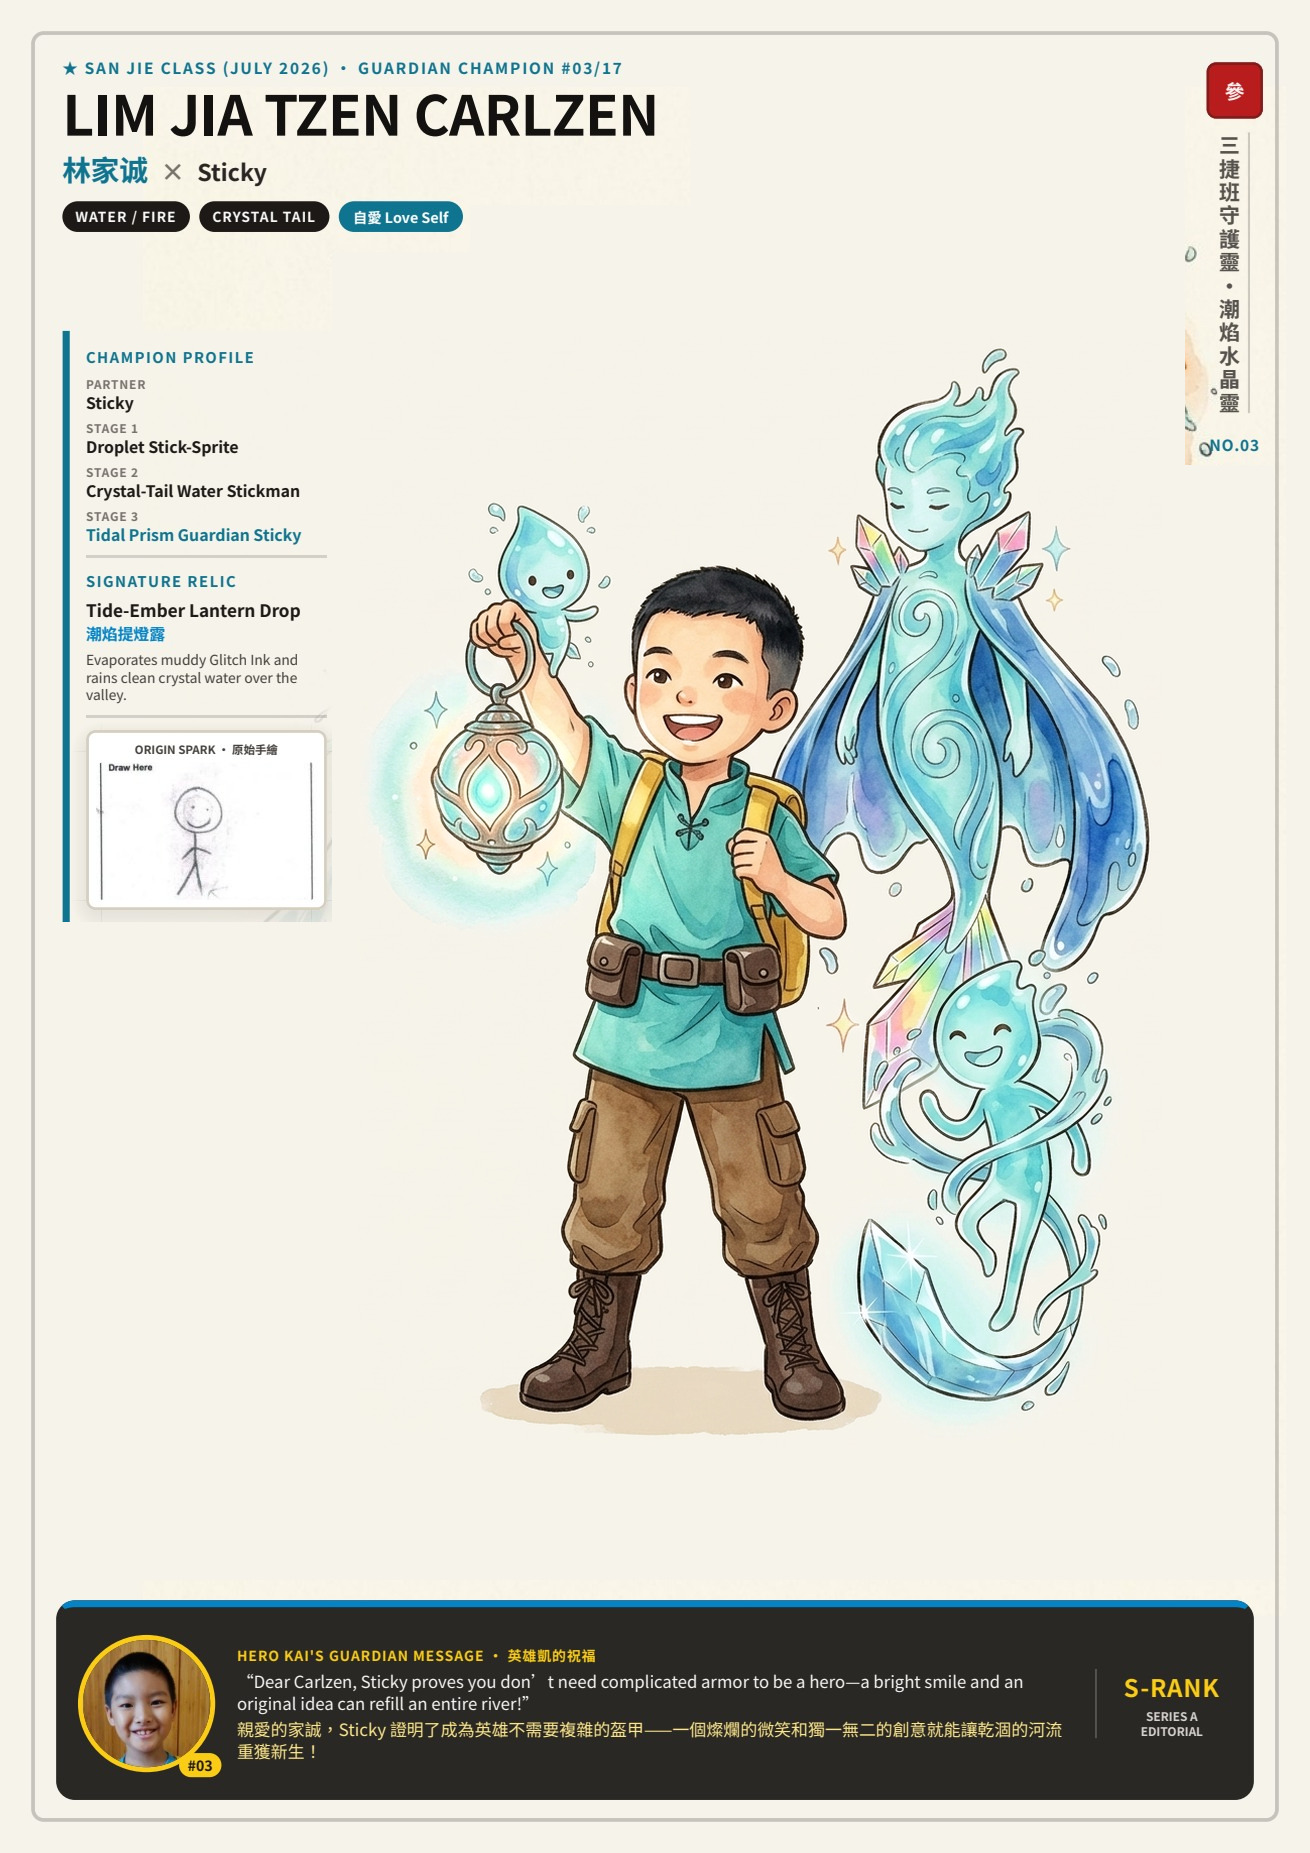 ★ SAN JIE CLASS (JULY 2026) • GUARDIAN CHAMPION #03/17
LIM JIA TZEN CARLZEN
林家诚 × Sticky
WATER / FIRE
CRYSTAL TAIL
自愛 Love Self
參
三捷班守護靈・潮焰水晶靈
NO.03
CHAMPION PROFILE
PARTNER
Sticky
STAGE 1
Droplet Stick-Sprite
STAGE 2
Crystal-Tail Water Stickman
STAGE 3
Tidal Prism Guardian Sticky
SIGNATURE RELIC
Tide-Ember Lantern Drop
潮焰提燈露
Evaporates muddy Glitch Ink and
rains clean crystal water over the
valley.
ORIGIN SPARK • 原始手繪
Draw Here
HERO KAI'S GUARDIAN MESSAGE • 英雄凱的祝福
“Dear Carlzen, Sticky proves you don’t need complicated armor to be a hero—a bright smile and an
original idea can refill an entire river!”
親愛的家誠，Sticky 證明了成為英雄不需要複雜的盔甲——一個燦爛的微笑和獨一無二的創意就能讓乾涸的河流
重獲新生！
#03
S-RANK
SERIES A
EDITORIAL